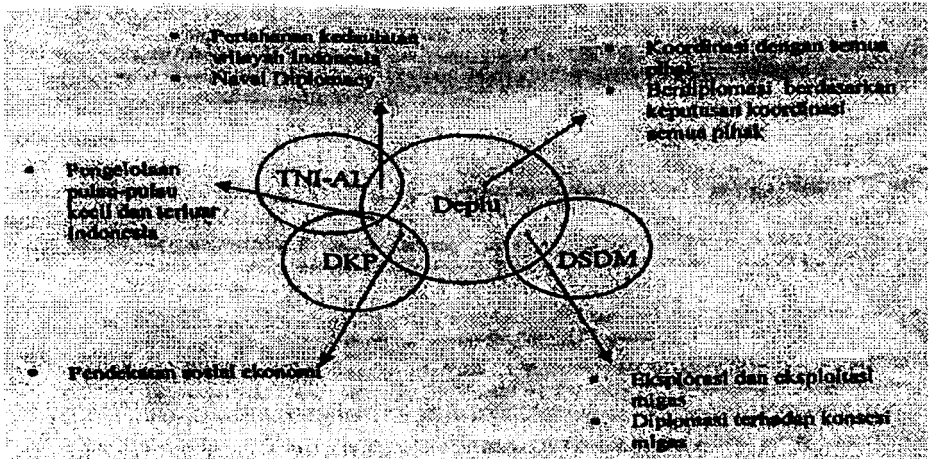 • Pertahanan kedaulatan
wilayah Indonesia
• Naval Diplomacy
• Koordinasi dengan semua
pihak
• Berdiplomasi berdasarkan
keputusan koordinasi
semua pihak
• Pengelolaan
pulau-pulau
kecil dan terluar
Indonesia
TNI-AL
Deplu
DKP
DSDM
• Pendekatan sosial ekonomi
• Eksplorasi dan eksploitasi
migas
• Diplomasi terhadap konsesi
migas